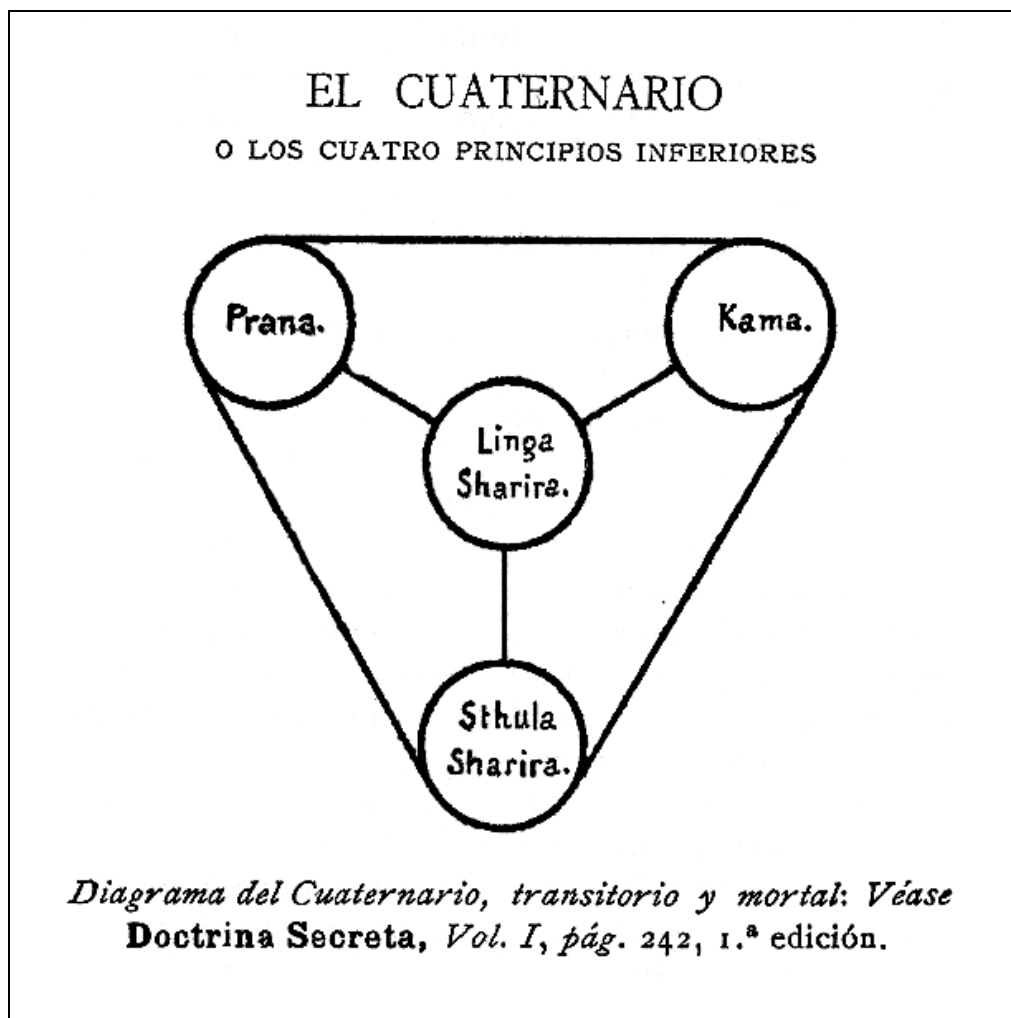 EL CUATERNARIO
O LOS CUATRO PRINCIPIOS INFERIORES
Prana.
Kama.
Linga
Sharira.
Sthula
Sharira.
Diagrama del Cuaternario, transitorio y mortal: Véase
Doctrina Secreta, Vol. I, pág. 242, 1.ª edición.